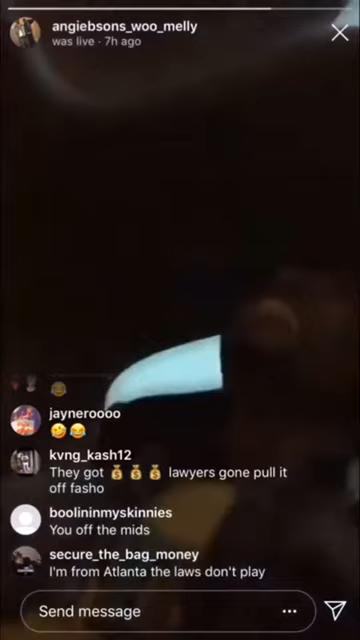 angiebsons_woo_melly
was live · 7h ago
😂
jayneroooo
🤣😂
kvng_kash12
They got 💰💰💰 lawyers gone pull it
off fasho
boolininmyskinnies
You off the mids
secure_the_bag_money
I'm from Atlanta the laws don't play
Send message